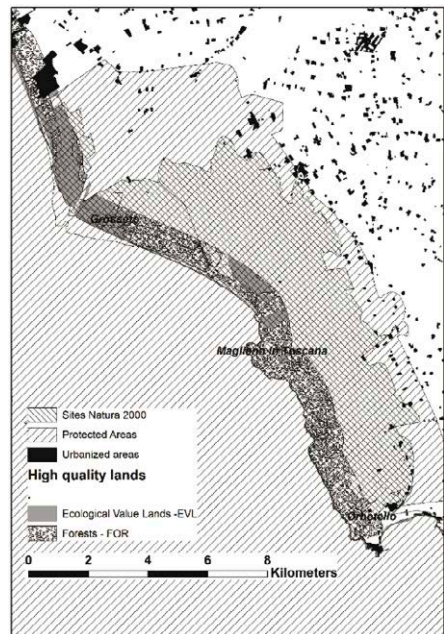 Grosseto
Magliano in Toscana
Orbetello
Sites Natura 2000
Protected Areas
Urbanized areas
High quality lands
Ecological Value Lands -EVL
Forests - FOR
0 2 4 6 8
Kilometers